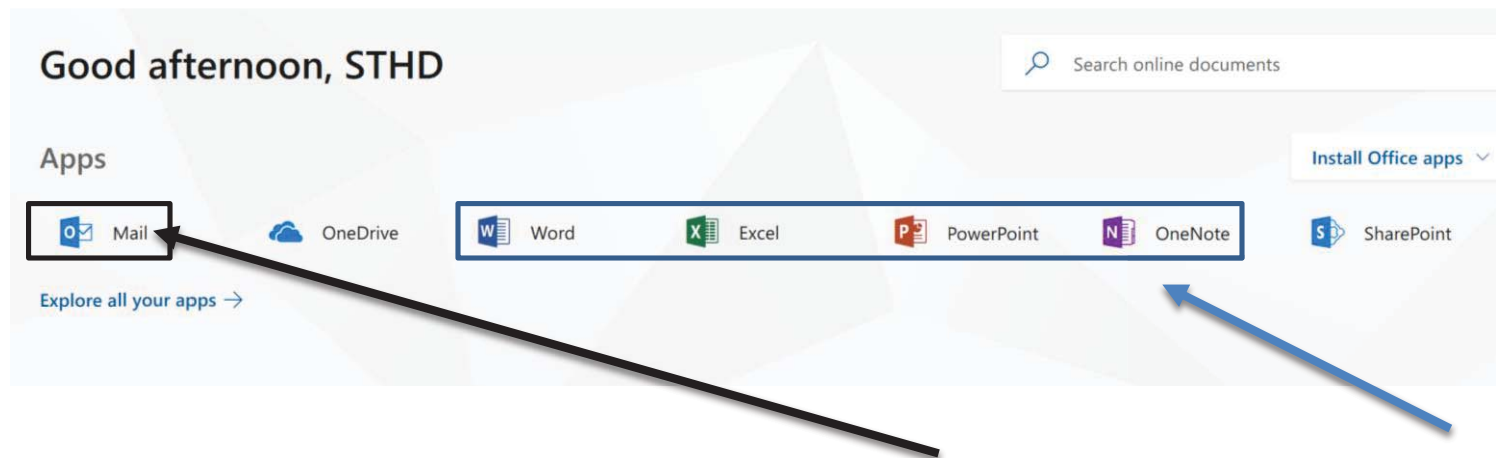 Good afternoon, STHD
Search online documents
Apps
Install Office apps
Mail OneDrive Word Excel PowerPoint OneNote SharePoint
Explore all your apps →